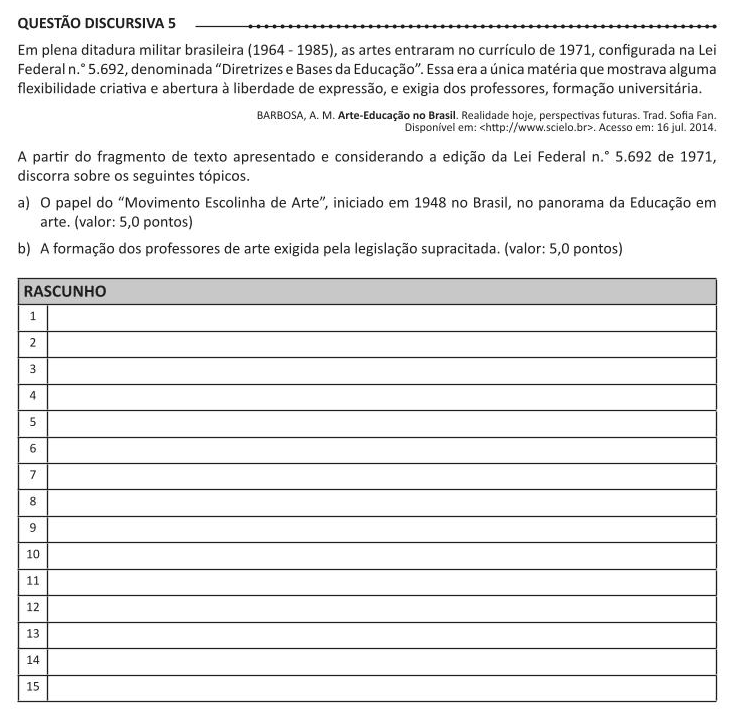 QUESTÃO DISCURSIVA 5
Em plena ditadura militar brasileira (1964 - 1985), as artes entraram no currículo de 1971, configurada na Lei
Federal n.° 5.692, denominada “Diretrizes e Bases da Educação”. Essa era a única matéria que mostrava alguma
flexibilidade criativa e abertura à liberdade de expressão, e exigia dos professores, formação universitária.
BARBOSA, A. M. Arte-Educação no Brasil. Realidade hoje, perspectivas futuras. Trad. Sofia Fan.
Disponível em: <http://www.scielo.br>. Acesso em: 16 jul. 2014.
A partir do fragmento de texto apresentado e considerando a edição da Lei Federal n.° 5.692 de 1971,
discorra sobre os seguintes tópicos.
a) O papel do “Movimento Escolinha de Arte”, iniciado em 1948 no Brasil, no panorama da Educação em
arte. (valor: 5,0 pontos)
b) A formação dos professores de arte exigida pela legislação supracitada. (valor: 5,0 pontos)
RASCUNHO
1
2
3
4
5
6
7
8
9
10
11
12
13
14
15